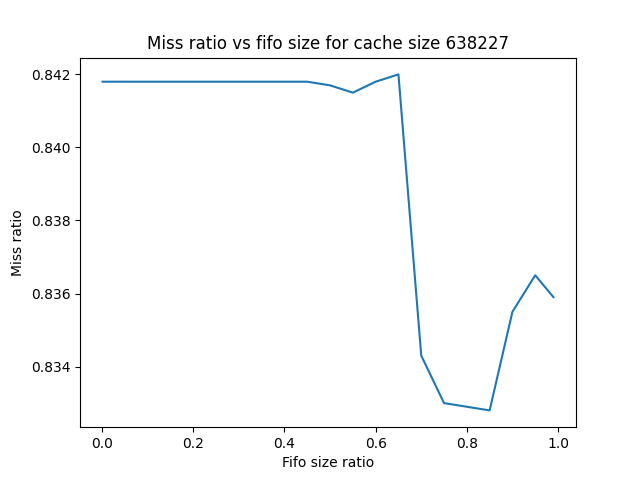 Miss ratio vs fifo size for cache size 638227
0.842
0.840
0.838
0.836
0.834
Miss ratio
0.0 0.2 0.4 0.6 0.8 1.0
Fifo size ratio